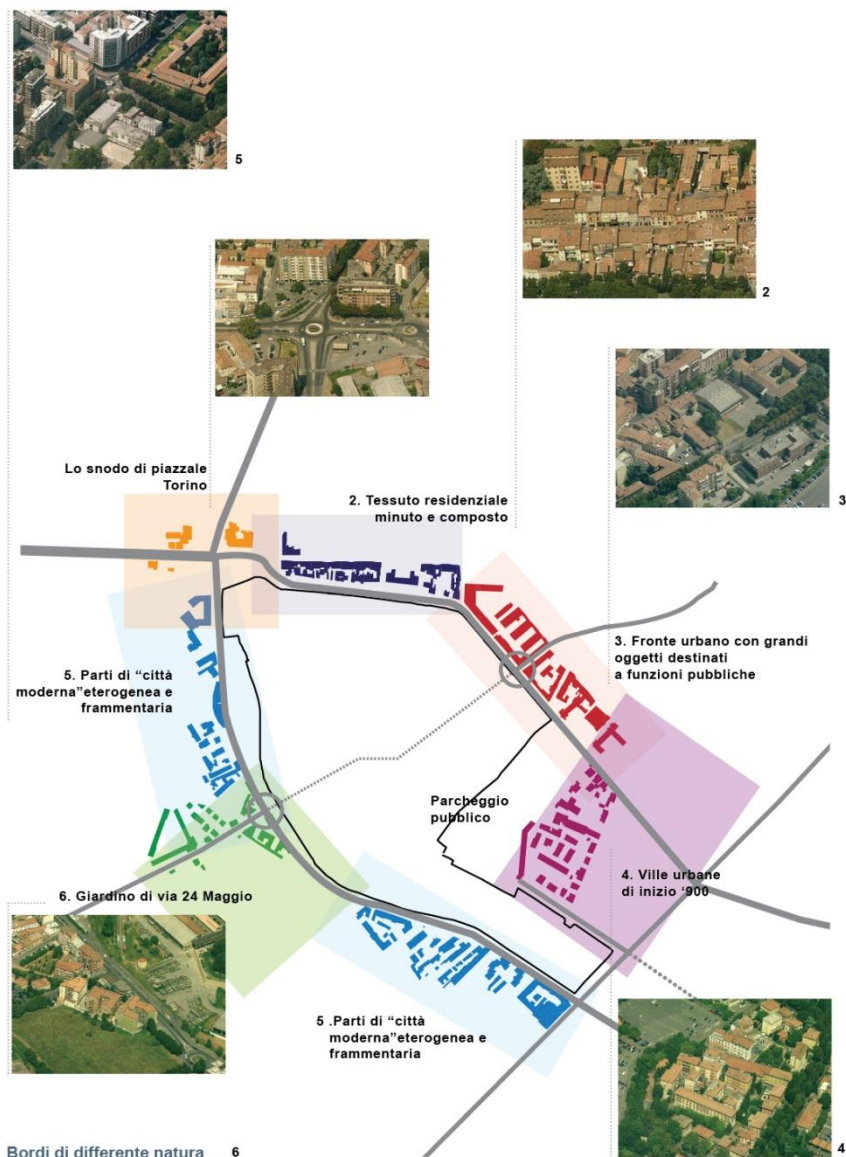 5
2
3
Lo snodo di piazzale
Torino
2. Tessuto residenziale
minuto e composto
3. Fronte urbano con grandi
oggetti destinati
a funzioni pubbliche
5. Parti di “città
moderna”eterogenea e
frammentaria
Parcheggio
pubblico
4. Ville urbane
di inizio ‘900
6. Giardino di via 24 Maggio
5 .Parti di “città
moderna”eterogenea e
frammentaria
Bordi di differente natura
6
4